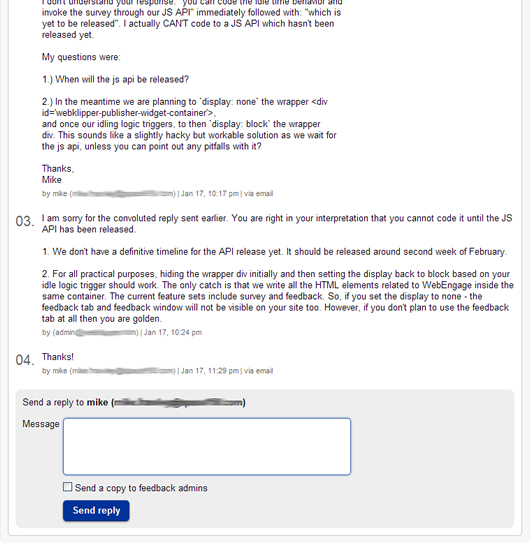 I don't understand your response. "you can code the idle time behavior and
invoke the survey through our JS API" immediately followed with: "which is
yet to be released". I actually CAN'T code to a JS API which hasn't been
released yet.
My questions were:
1.) When will the js api be released?
2.) In the meantime we are planning to `display: none` the wrapper <div
id='webklipper-publisher-widget-container'>,
and once our idling logic triggers, to then `display: block` the wrapper
div. This sounds like a slightly hacky but workable solution as we wait for
the js api, unless you can point out any pitfalls with it?
Thanks,
Mike
by mike ( ) | Jan 17, 10:17 pm | via email
03. I am sorry for the convoluted reply sent earlier. You are right in your interpretation that you cannot code it until the JS
API has been released.
1. We don't have a definitive timeline for the API release yet. It should be released around second week of February.
2. For all practical purposes, hiding the wrapper div initially and then setting the display back to block based on your
idle logic trigger should work. The only catch is that we write all the HTML elements related to WebEngage inside the
same container. The current feature sets include survey and feedback. So, if you set the display to none - the
feedback tab and feedback window will not be visible on your site too. However, if you don't plan to use the feedback
tab at all then you are golden.
by (admin ) | Jan 17, 10:24 pm
04. Thanks!
by mike ( ) | Jan 17, 11:29 pm | via email
Send a reply to mike ( .com)
Message
Send a copy to feedback admins
Send reply